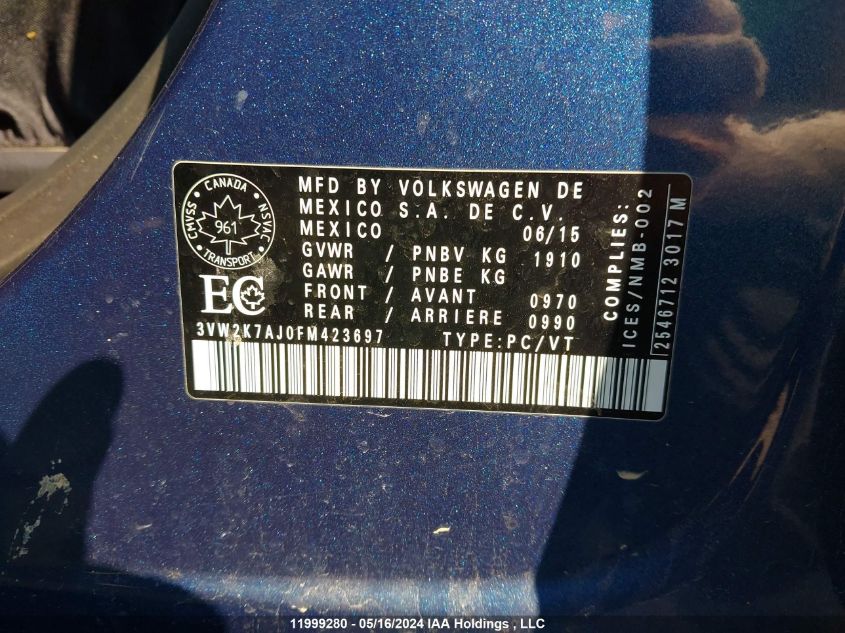 CANADA
CMVSS • NSVAC
961
TRANSPORT
EC
MFD BY VOLKSWAGEN DE
MEXICO S.A. DE C.V.
MEXICO 06/15
GVWR / PNBV KG 1910
GAWR / PNBE KG
FRONT / AVANT 0970
REAR / ARRIERE 0990
3VW2K7AJ0FM423697 TYPE:PC/VT
COMPLIES:
ICES/NMB-002
2546712 3017 M
11999280 - 05/16/2024 IAA Holdings , LLC